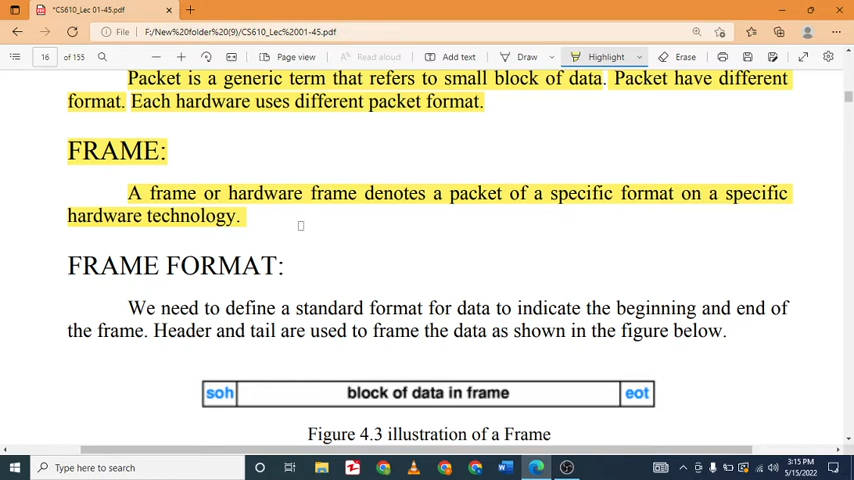 *CS610_Lec 01-45.pdf
File
F:/New%20folder%20(9)/CS610_Lec%2001-45.pdf
16 of 155
Page view
Read aloud
Add text
Draw
Highlight
Erase
Packet is a generic term that refers to small block of data. Packet have different
format. Each hardware uses different packet format.
FRAME:
A frame or hardware frame denotes a packet of a specific format on a specific
hardware technology.
FRAME FORMAT:
We need to define a standard format for data to indicate the beginning and end of
the frame. Header and tail are used to frame the data as shown in the figure below.
soh block of data in frame eot
Figure 4.3 illustration of a Frame
Type here to search
3:15 PM
5/15/2022